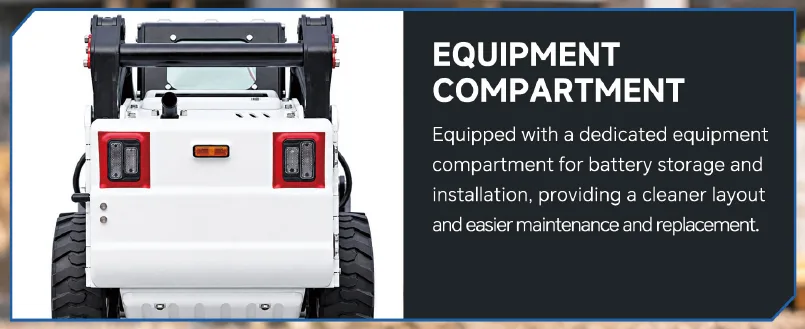 EQUIPMENT
COMPARTMENT
Equipped with a dedicated equipment
compartment for battery storage and
installation, providing a cleaner layout
and easier maintenance and replacement.